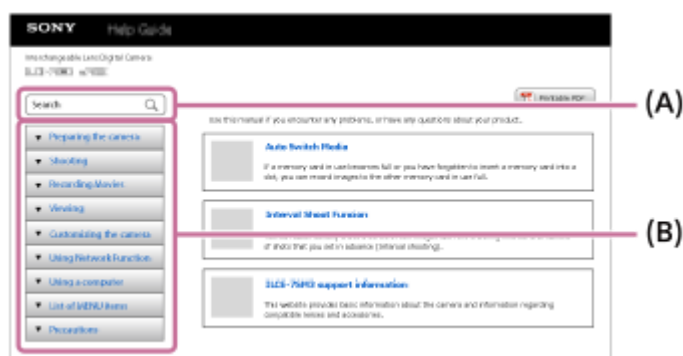 SONY Help Guide
Interchangeable Lens Digital Camera
Search
Printable PDF
(A)
Use this manual if you encounter any problems, or have any questions about your product.
Preparing the camera
Shooting
Recording Movies
Viewing
Customizing the camera
Using Network Function
Using a computer
List of MENU items
Precautions
(B)
Auto Switch Media
If a memory card in use becomes full or you have forgotten to insert a memory card into a
slot, you can record images to the other memory card in use full.
Interval Shoot Function
of shots that you set in advance (interval shooting).
ILCE-7SM3 support information
This website provides basic information about the camera and information regarding
compatible lenses and accessories.